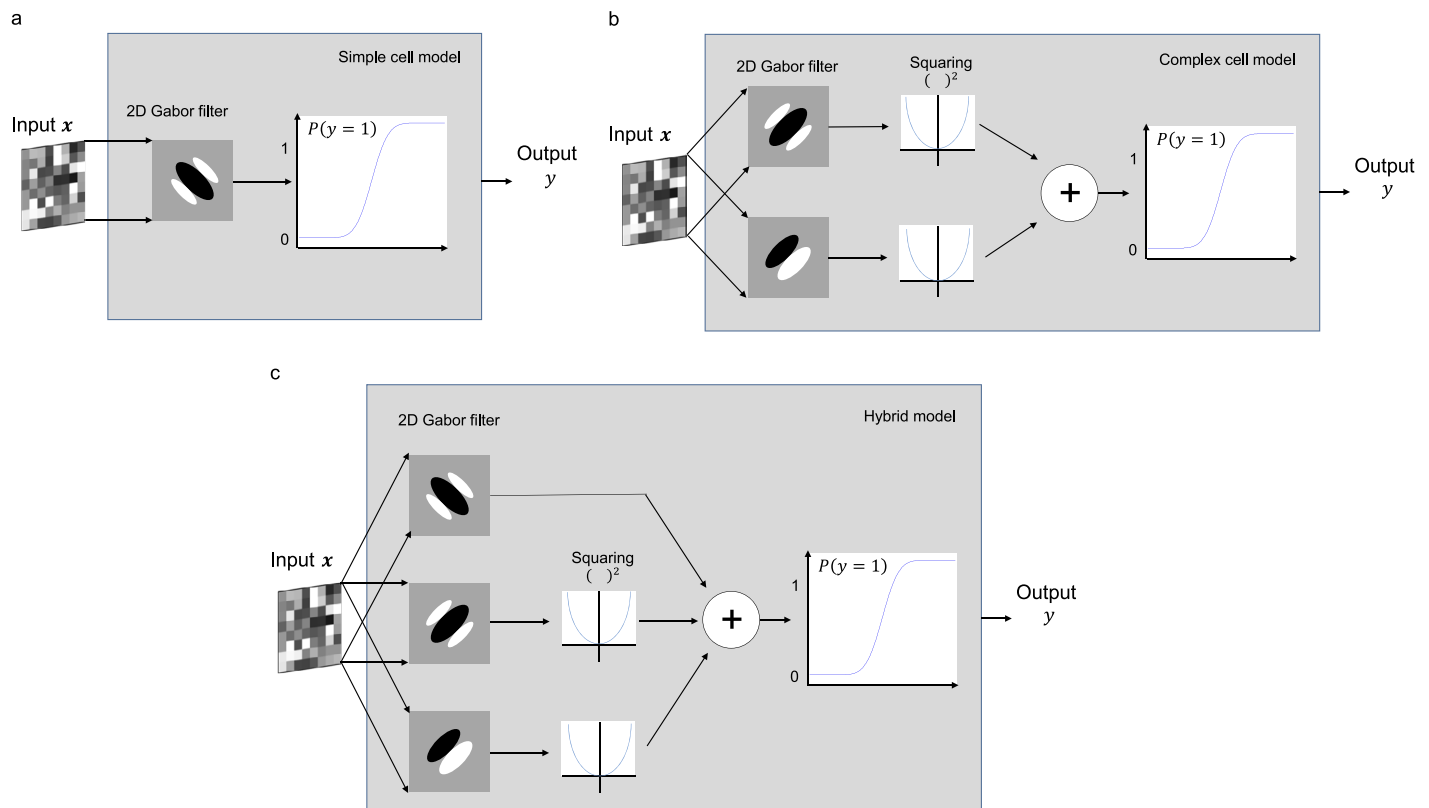 a
Simple cell model
2D Gabor filter
Input x
P(y = 1)
1
0
Output
y
b
Complex cell model
2D Gabor filter
Squaring
( )²
Input x
P(y = 1)
1
0
Output
y
c
Hybrid model
2D Gabor filter
Input x
Squaring
( )²
+
P(y = 1)
1
0
Output
y